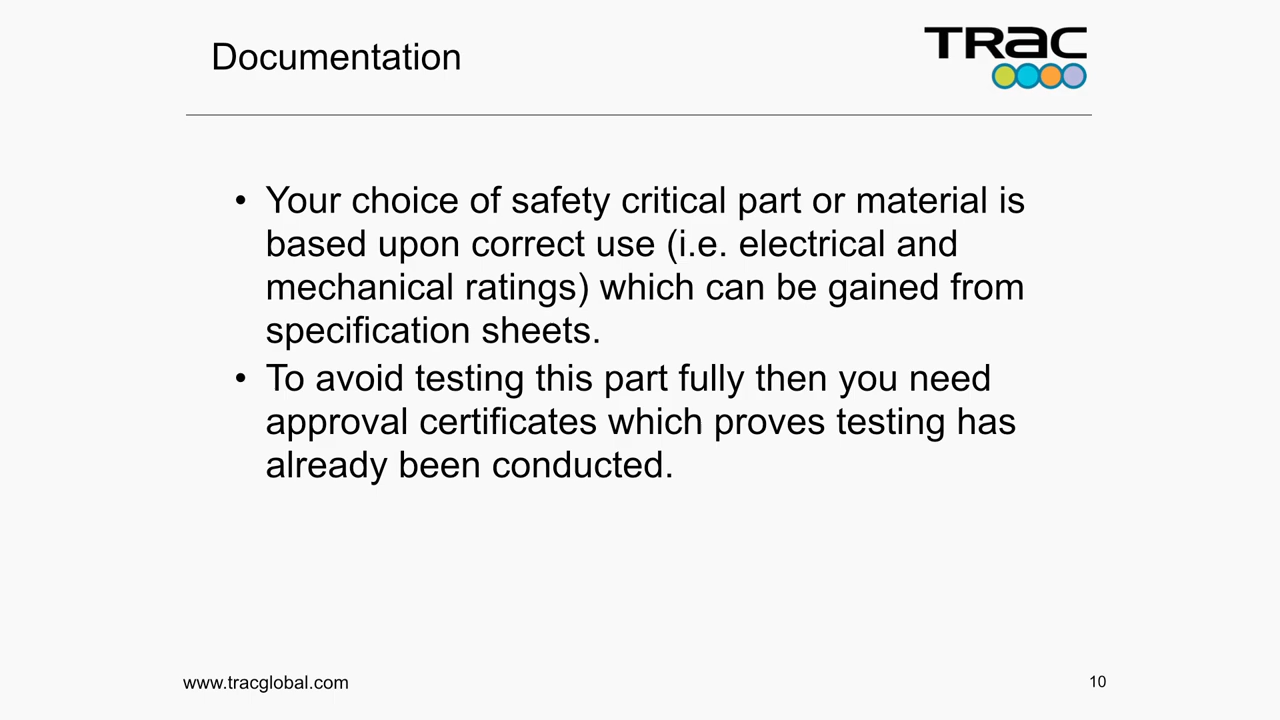 Documentation
TRac
• Your choice of safety critical part or material is
based upon correct use (i.e. electrical and
mechanical ratings) which can be gained from
specification sheets.
• To avoid testing this part fully then you need
approval certificates which proves testing has
already been conducted.
www.tracglobal.com
10